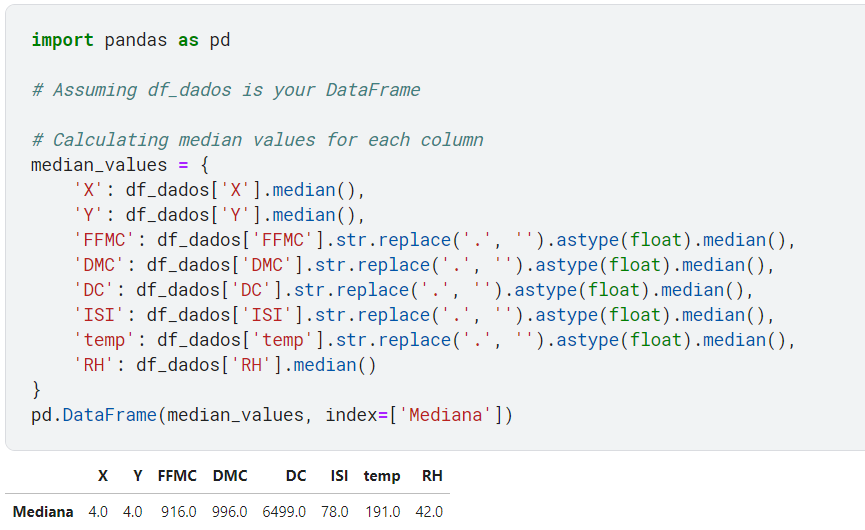 import pandas as pd
# Assuming df_dados is your DataFrame
# Calculating median values for each column
median_values = {
    'X': df_dados['X'].median(),
    'Y': df_dados['Y'].median(),
    'FFMC': df_dados['FFMC'].str.replace('.', '').astype(float).median(),
    'DMC': df_dados['DMC'].str.replace('.', '').astype(float).median(),
    'DC': df_dados['DC'].str.replace('.', '').astype(float).median(),
    'ISI': df_dados['ISI'].str.replace('.', '').astype(float).median(),
    'temp': df_dados['temp'].str.replace('.', '').astype(float).median(),
    'RH': df_dados['RH'].median()
}
pd.DataFrame(median_values, index=['Mediana'])
X Y FFMC DMC DC ISI temp RH
Mediana 4.0 4.0 916.0 996.0 6499.0 78.0 191.0 42.0